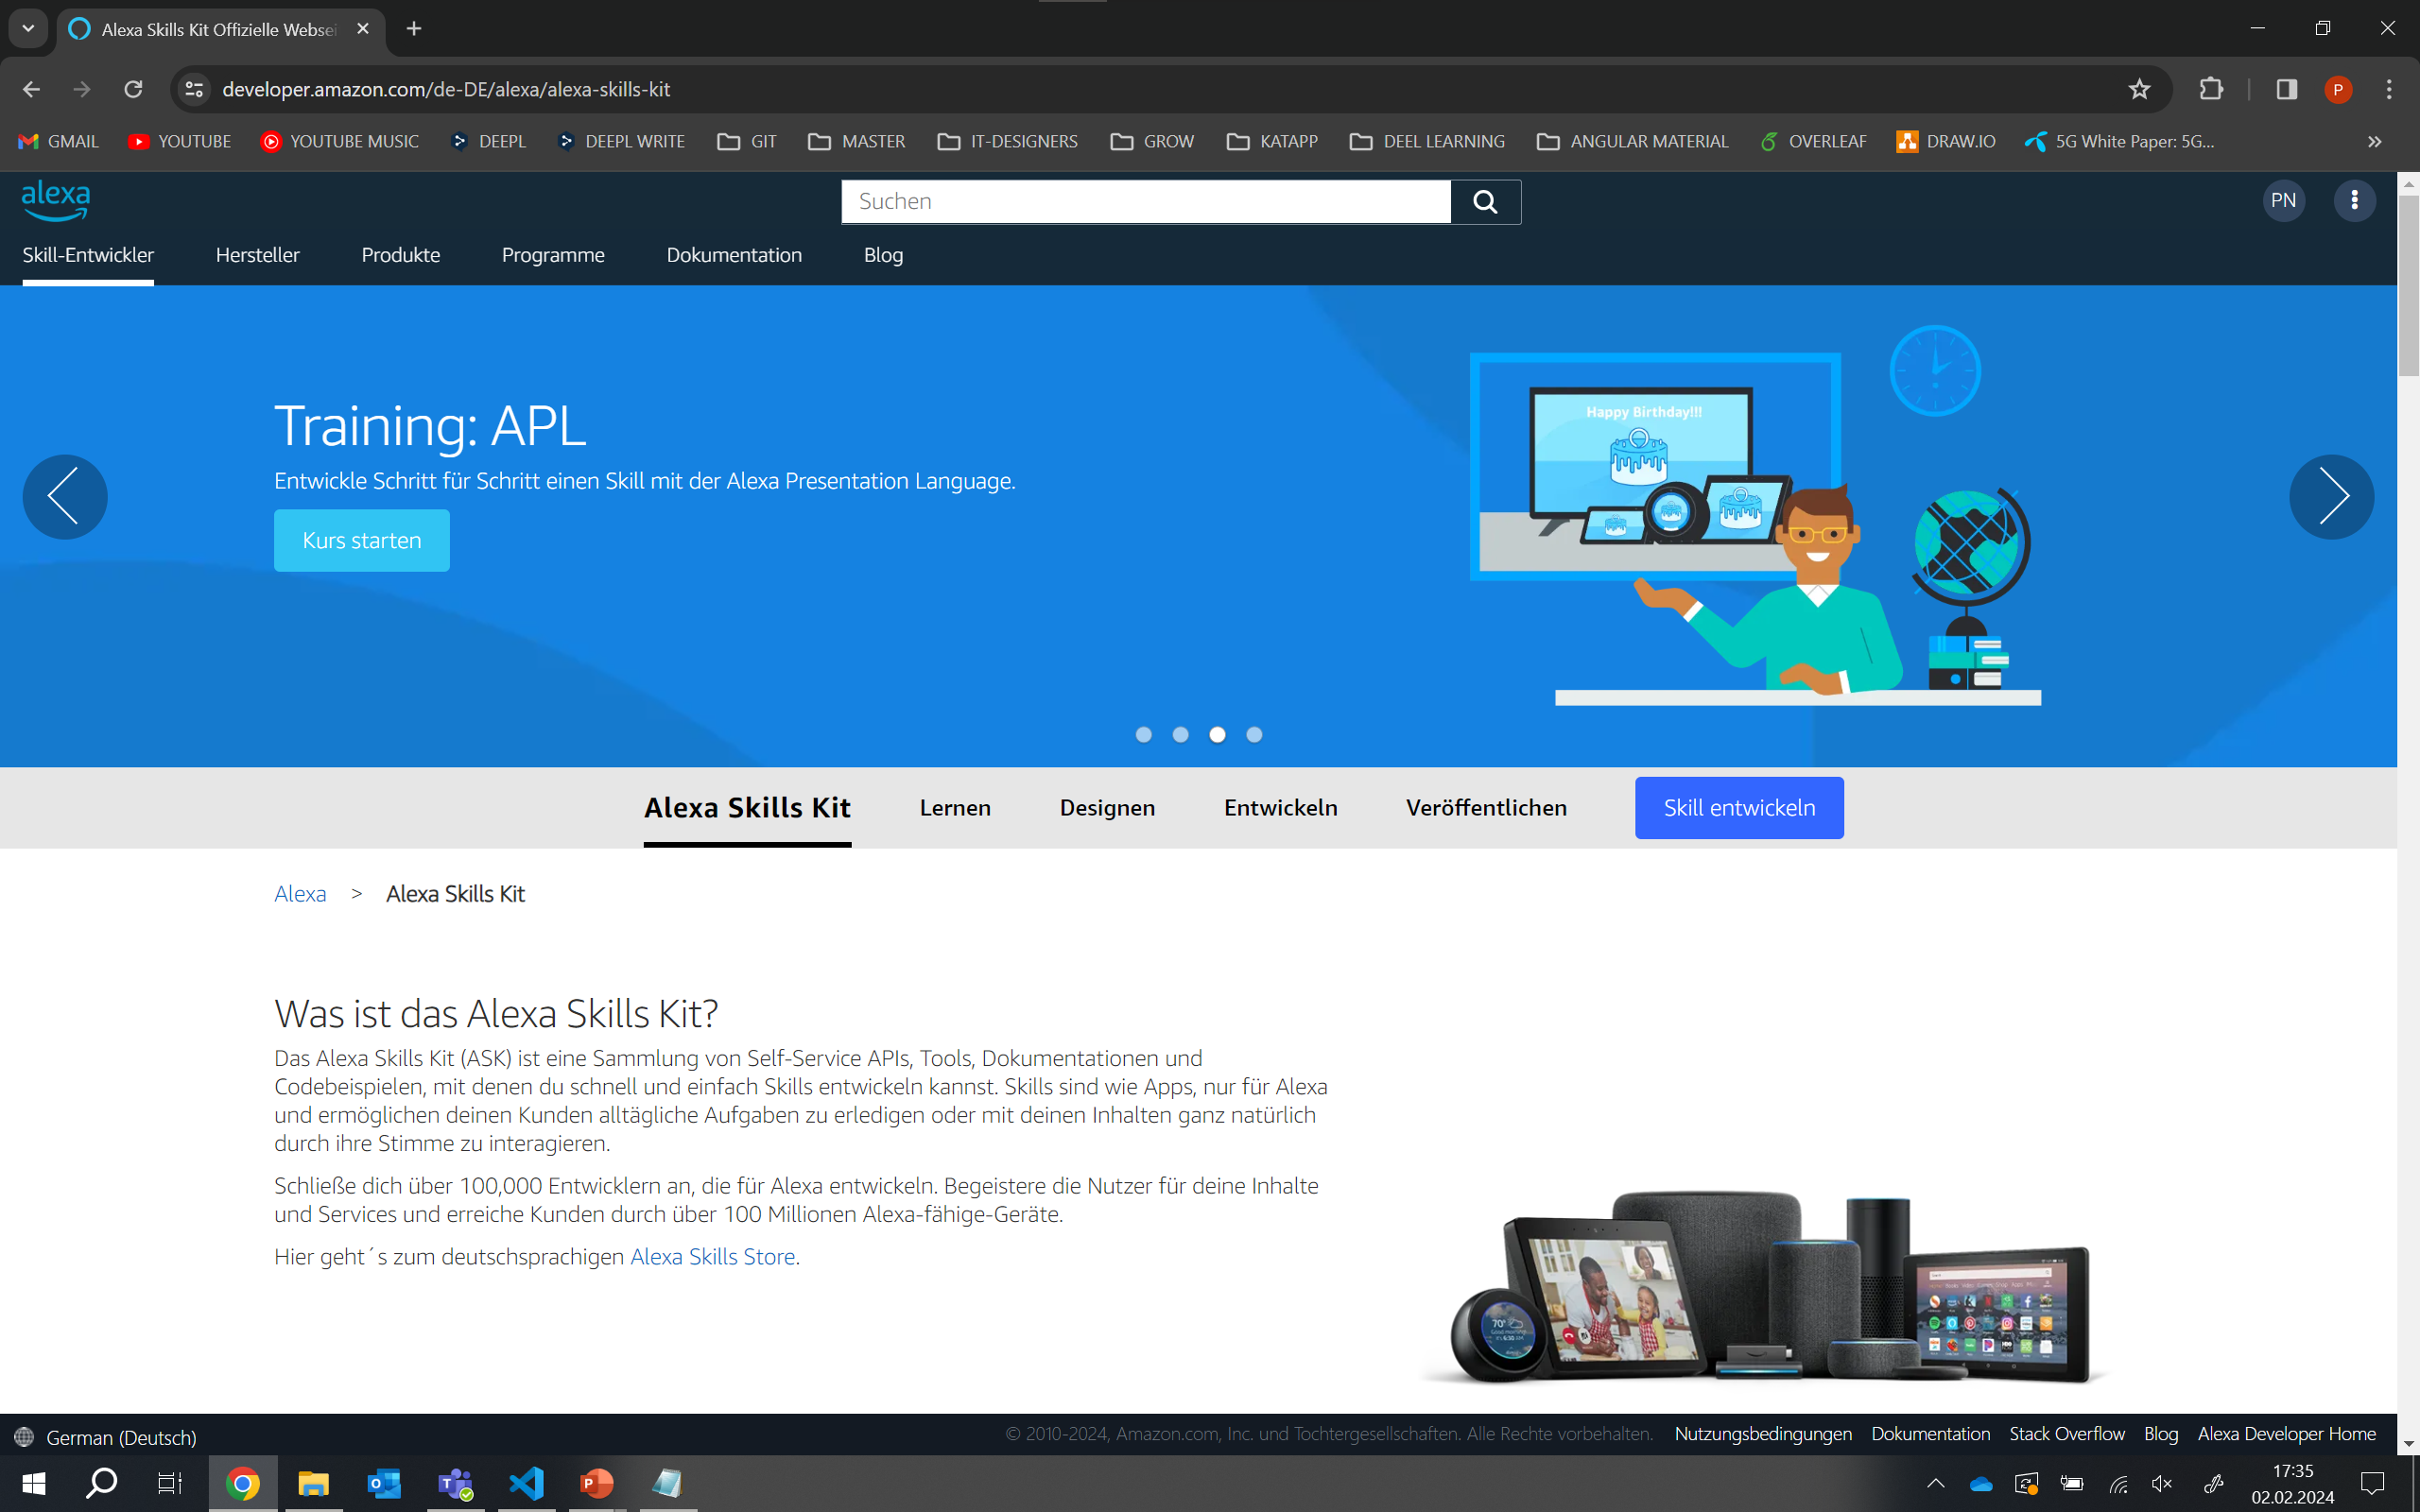 Alexa Skills Kit Offizielle Websei
developer.amazon.com/de-DE/alexa/alexa-skills-kit
P
GMAIL YOUTUBE YOUTUBE MUSIC DEEPL DEEPL WRITE GIT MASTER IT-DESIGNERS GROW KATAPP DEEL LEARNING ANGULAR MATERIAL OVERLEAF DRAW.IO 5G White Paper: 5G...
alexa
Suchen
PN
Skill-Entwickler Hersteller Produkte Programme Dokumentation Blog
Happy Birthday!!!
Training: APL
Entwickle Schritt für Schritt einen Skill mit der Alexa Presentation Language.
Kurs starten
Alexa Skills Kit Lernen Designen Entwickeln Veröffentlichen Skill entwickeln
Alexa > Alexa Skills Kit
Was ist das Alexa Skills Kit?
Das Alexa Skills Kit (ASK) ist eine Sammlung von Self-Service APIs, Tools, Dokumentationen und
Codebeispielen, mit denen du schnell und einfach Skills entwickeln kannst. Skills sind wie Apps, nur für Alexa
und ermöglichen deinen Kunden alltägliche Aufgaben zu erledigen oder mit deinen Inhalten ganz natürlich
durch ihre Stimme zu interagieren.
Schließe dich über 100,000 Entwicklern an, die für Alexa entwickeln. Begeistere die Nutzer für deine Inhalte
und Services und erreiche Kunden durch über 100 Millionen Alexa-fähige-Geräte.
Hier geht´s zum deutschsprachigen Alexa Skills Store.
70°
Good morning!
German (Deutsch)
© 2010-2024, Amazon.com, Inc. und Tochtergesellschaften. Alle Rechte vorbehalten. Nutzungsbedingungen Dokumentation Stack Overflow Blog Alexa Developer Home
17:35
02.02.2024